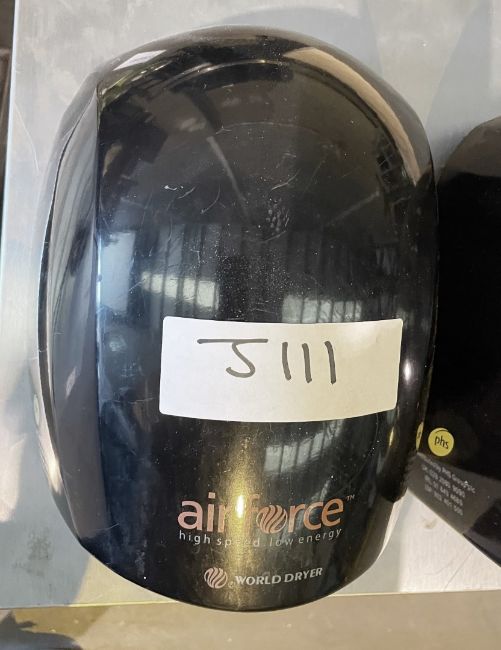 J111
airforce™
high speed low energy
WORLD DRYER
phs